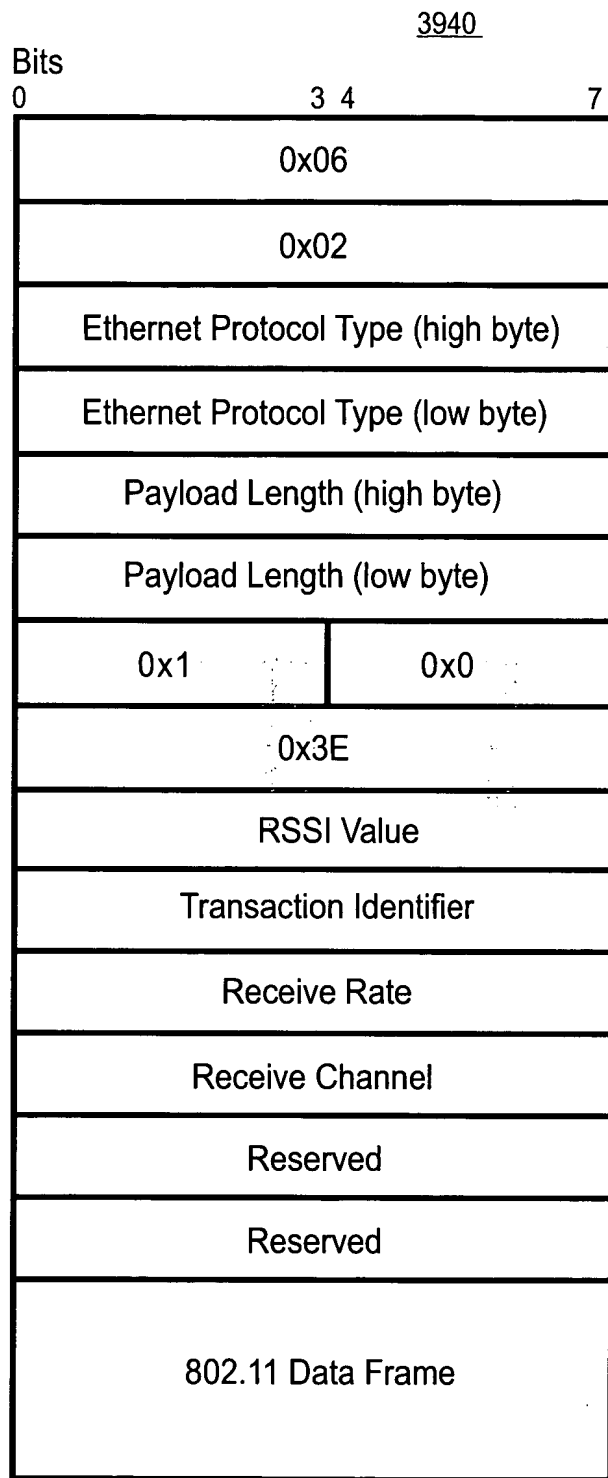 3940
Bits
0 3 4 7
0x06
0x02
Ethernet Protocol Type (high byte)
Ethernet Protocol Type (low byte)
Payload Length (high byte)
Payload Length (low byte)
0x1 0x0
0x3E
RSSI Value
Transaction Identifier
Receive Rate
Receive Channel
Reserved
Reserved
802.11 Data Frame